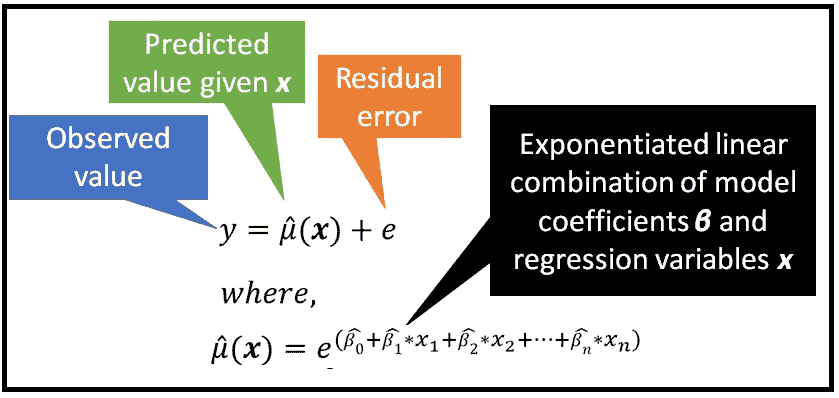 Predicted
value given x
Residual
error
Observed
value
Exponentiated linear
combination of model
coefficients β and
regression variables x
y = μ̂(x) + e
where,
μ̂(x) = e^(β̂₀+β̂₁*x₁+β̂₂*x₂+⋯+β̂ₙ*xₙ)